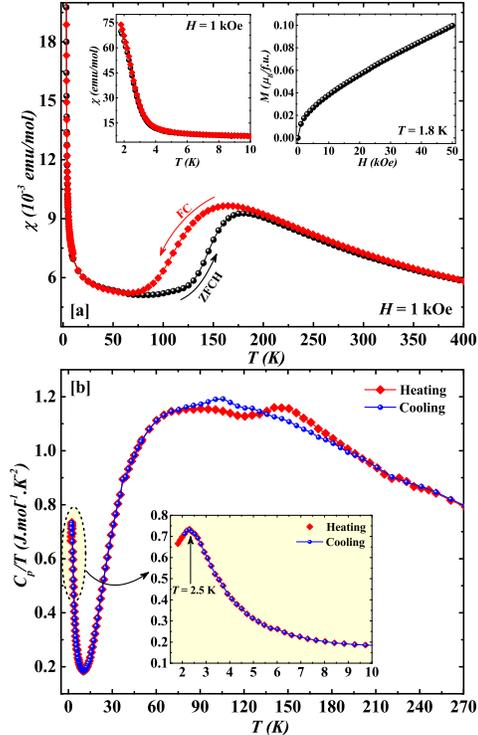 18
15
12
9
6
χ (10⁻³ emu/mol)
75
60
45
30
15
χ (emu/mol)
H = 1 kOe
2 4 6 8 10
T (K)
0.10
0.08
0.06
0.04
0.02
0.00
M (μB/f.u.)
T = 1.8 K
0 10 20 30 40 50
H (kOe)
FC
ZFCH
[a]
H = 1 kOe
0 50 100 150 200 250 300 350 400
T (K)
[b]
Heating
Cooling
1.2
1.0
0.8
0.6
0.4
0.2
Cp/T (J.mol⁻¹.K⁻²)
0.8
0.7
0.6
0.5
0.4
0.3
0.2
0.1
Heating
Cooling
T = 2.5 K
2 3 4 5 6 7 8 9 10
0 30 60 90 120 150 180 210 240 270
T (K)